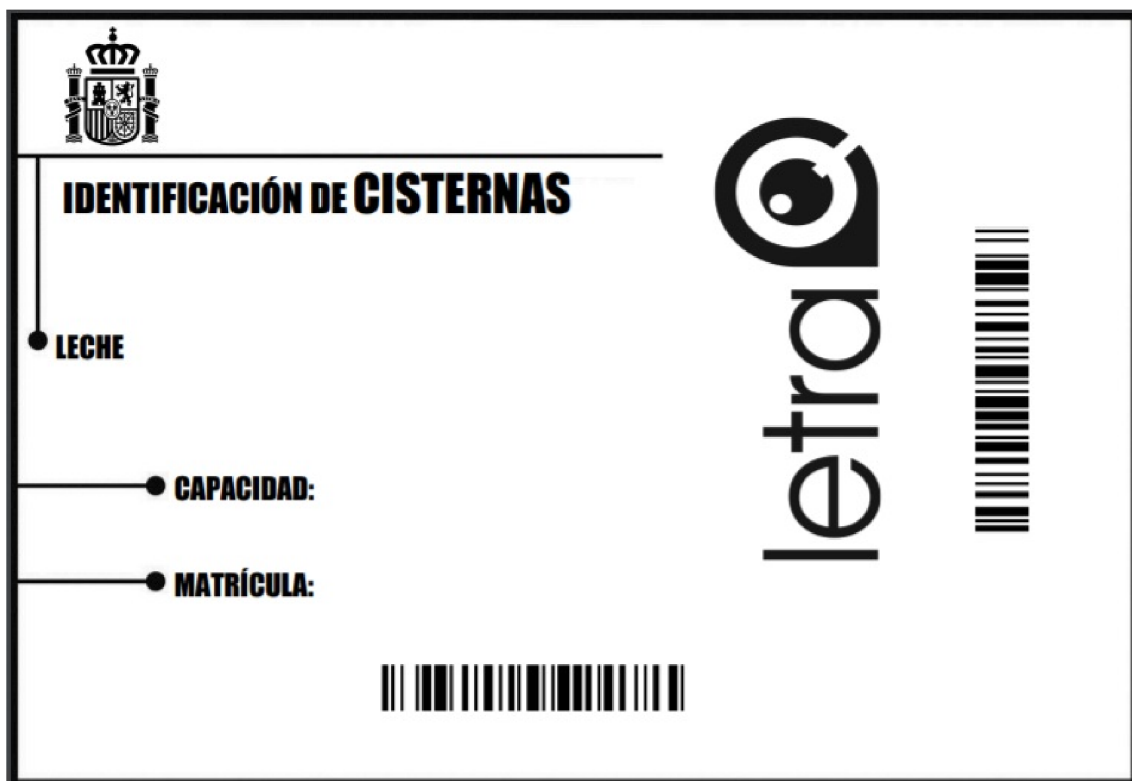 IDENTIFICACIÓN DE CISTERNAS
LECHE
CAPACIDAD:
MATRÍCULA:
letra